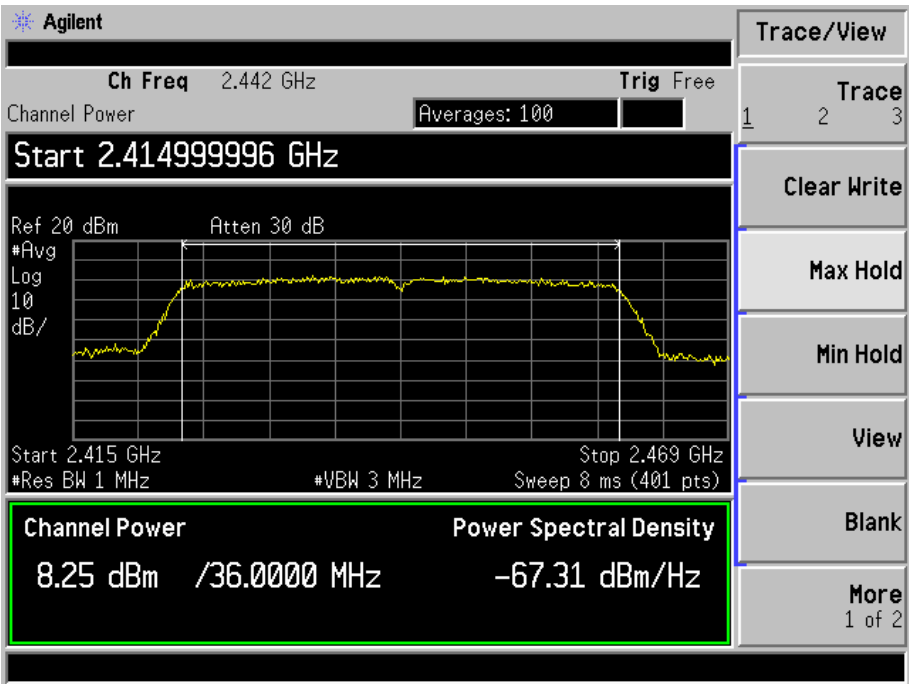 Agilent
Ch Freq 2.442 GHz Trig Free
Channel Power Averages: 100
Start 2.414999996 GHz
Ref 20 dBm Atten 30 dB
#Avg
Log
10
dB/
Start 2.415 GHz Stop 2.469 GHz
#Res BW 1 MHz #VBW 3 MHz Sweep 8 ms (401 pts)
Channel Power Power Spectral Density
8.25 dBm /36.0000 MHz -67.31 dBm/Hz
Trace/View
Trace
1 2 3
Clear Write
Max Hold
Min Hold
View
Blank
More
1 of 2